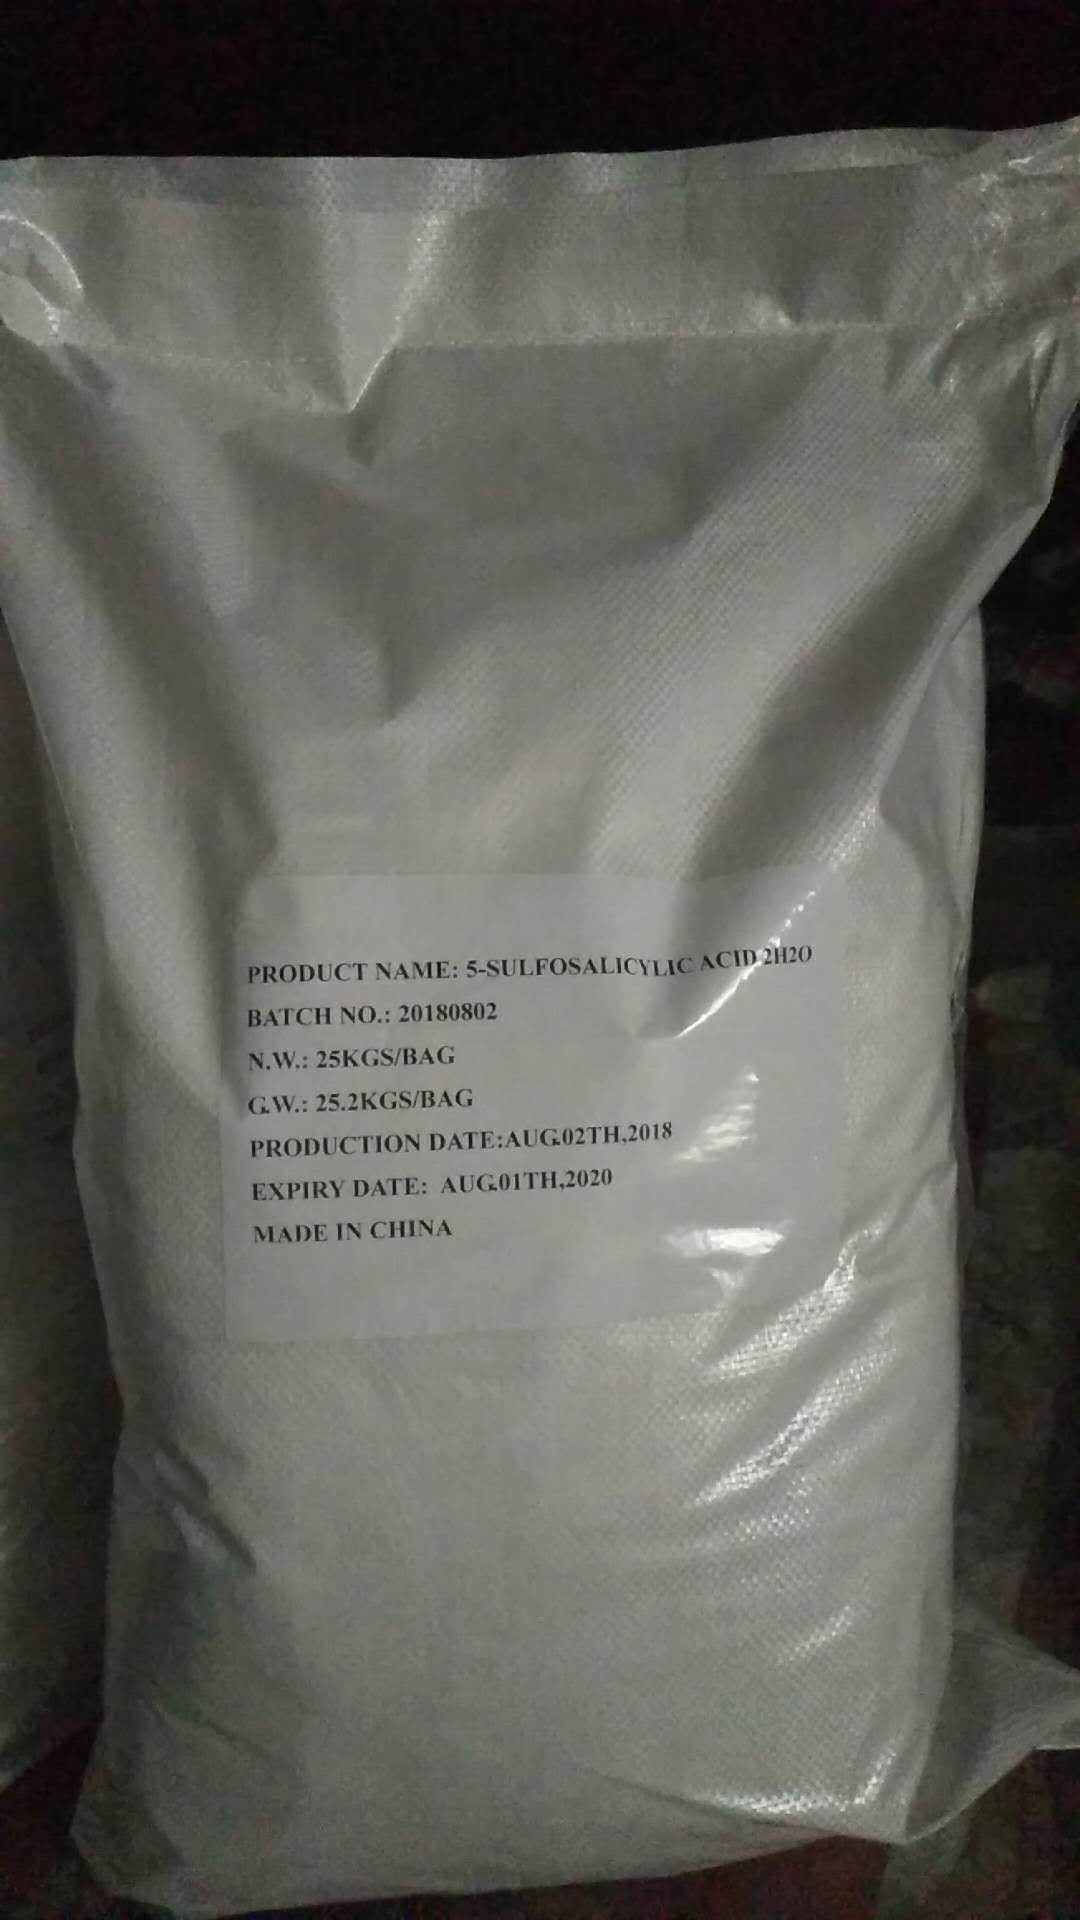 PRODUCT NAME: 5-SULFOSALICYLIC ACID 2H2O
BATCH NO.: 20180802
N.W.: 25KGS/BAG
G.W.: 25.2KGS/BAG
PRODUCTION DATE:AUG.02TH,2018
EXPIRY DATE: AUG.01TH,2020
MADE IN CHINA